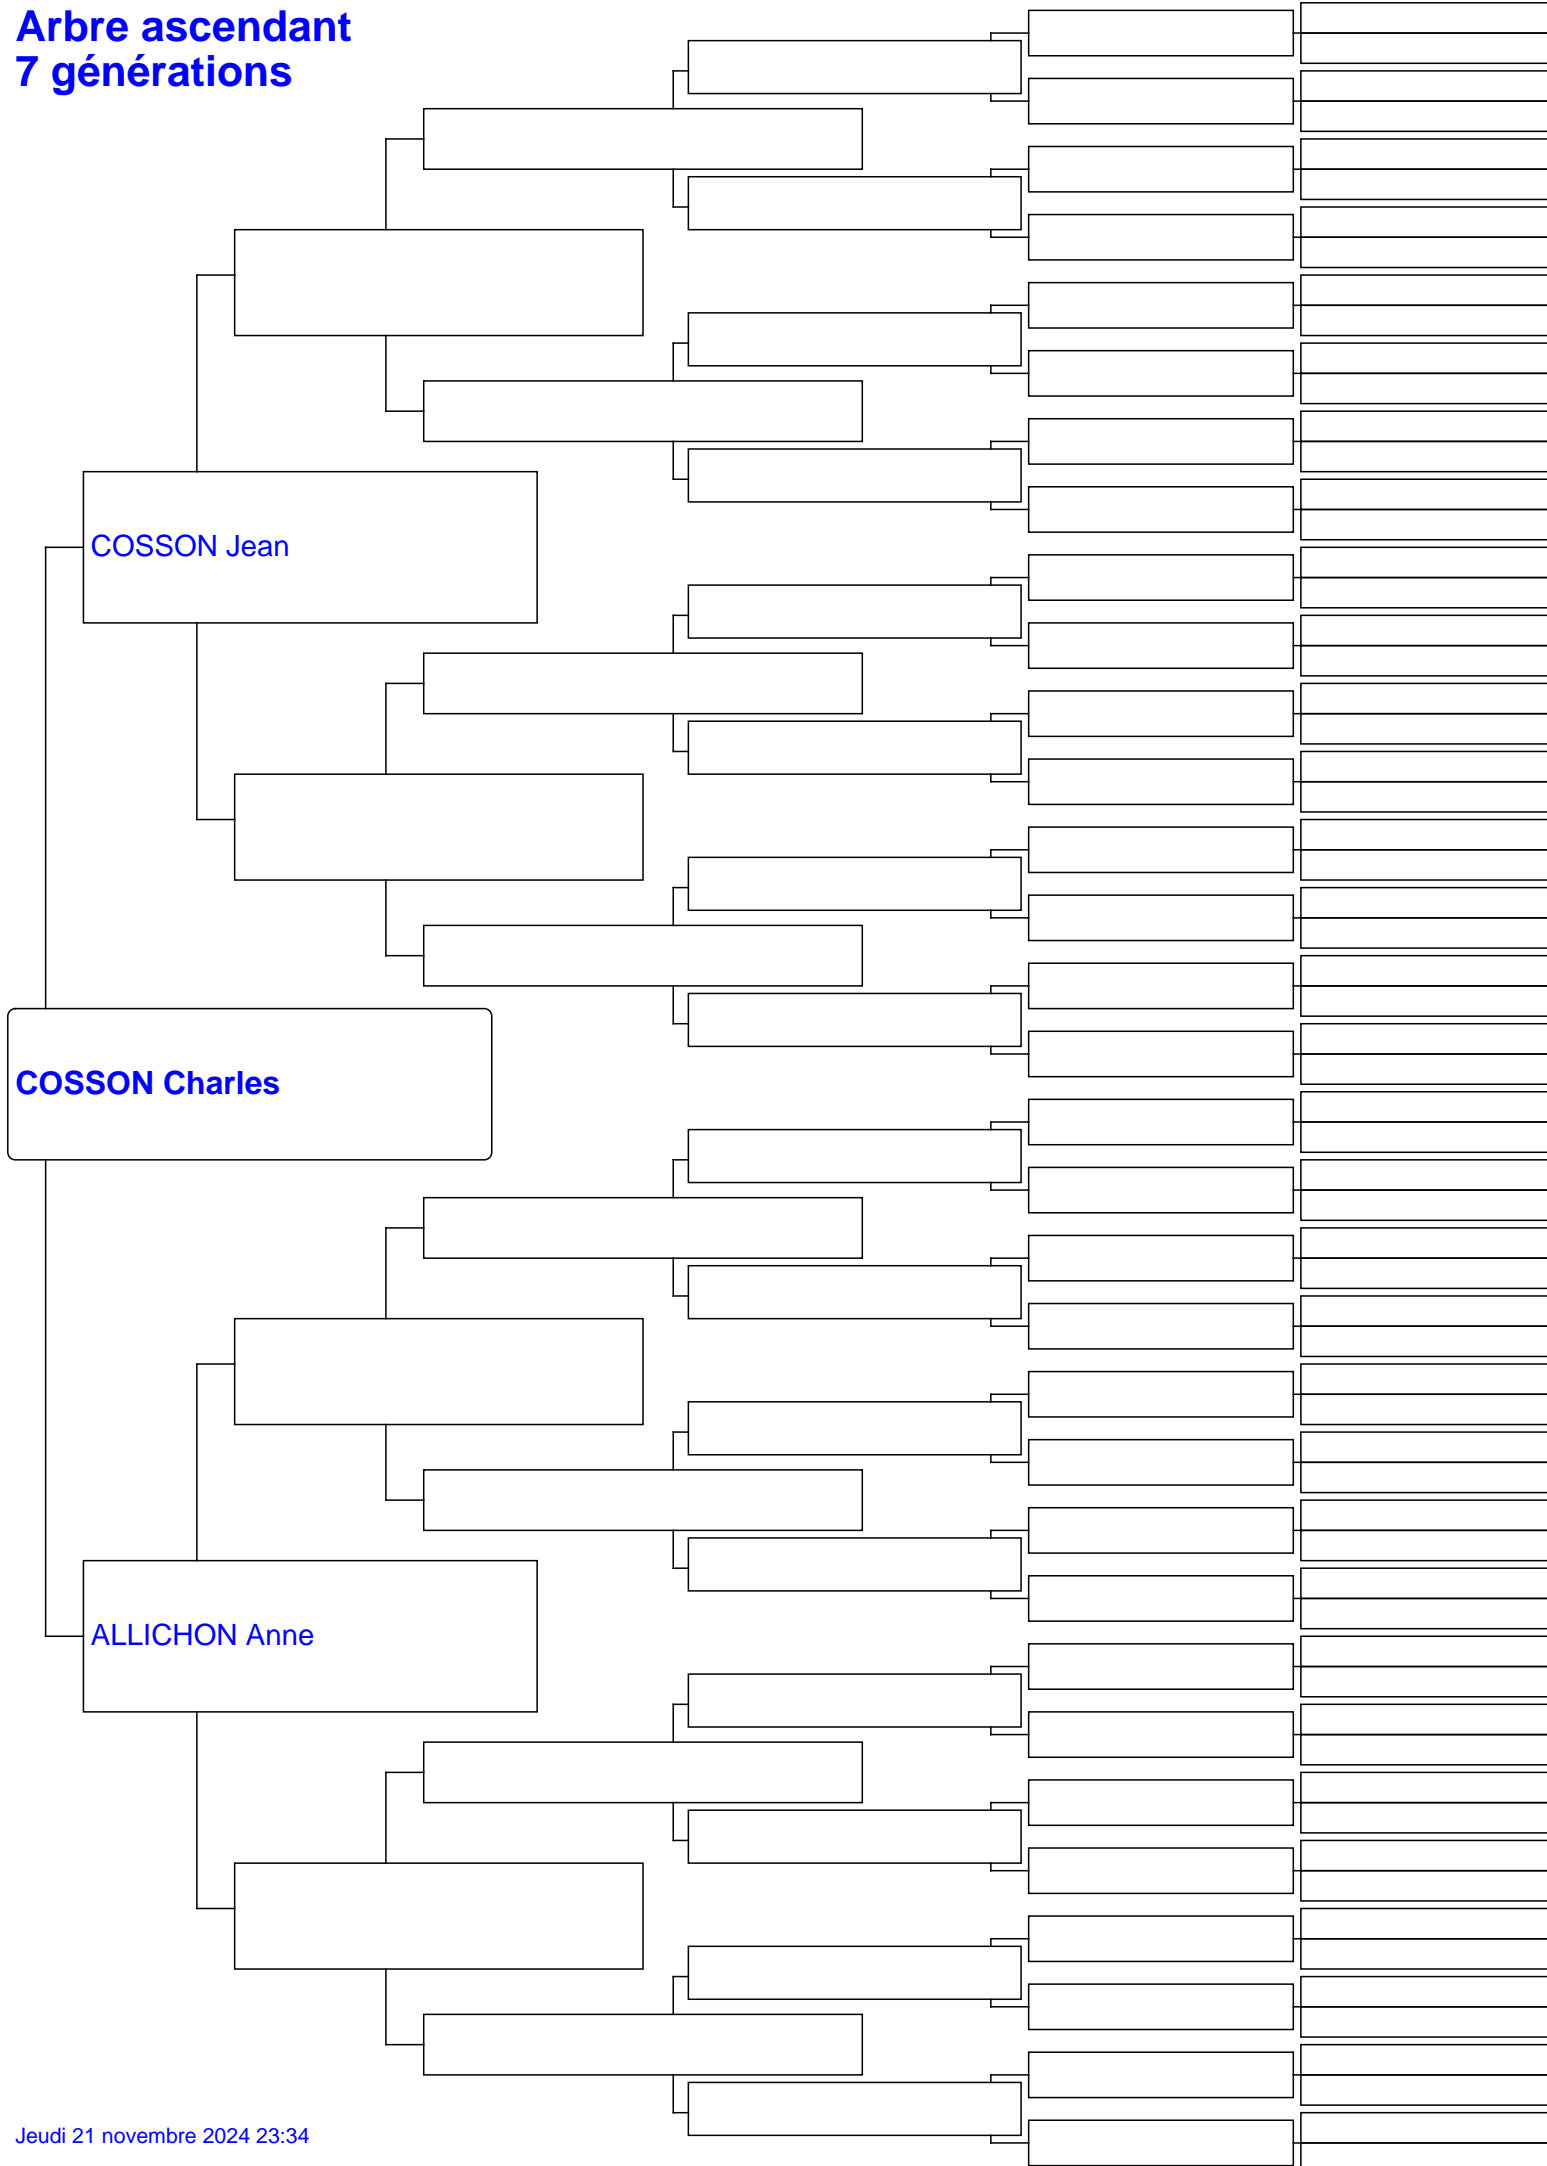 Arbre ascendant
7 générations
COSSON Jean
COSSON Charles
ALLICHON Anne
Jeudi 21 novembre 2024 23:34